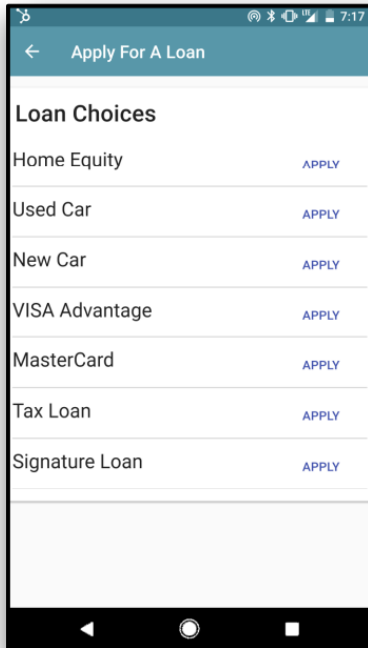 LTE 7:17
Apply For A Loan
Loan Choices
Home Equity APPLY
Used Car APPLY
New Car APPLY
VISA Advantage APPLY
MasterCard APPLY
Tax Loan APPLY
Signature Loan APPLY